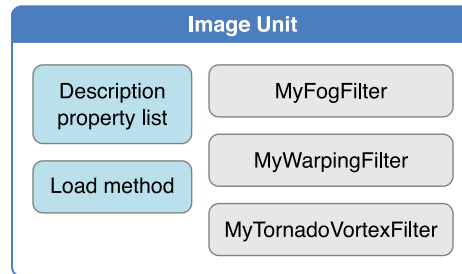 Image Unit
Description
property list
Load method
MyFogFilter
MyWarpingFilter
MyTornadoVortexFilter